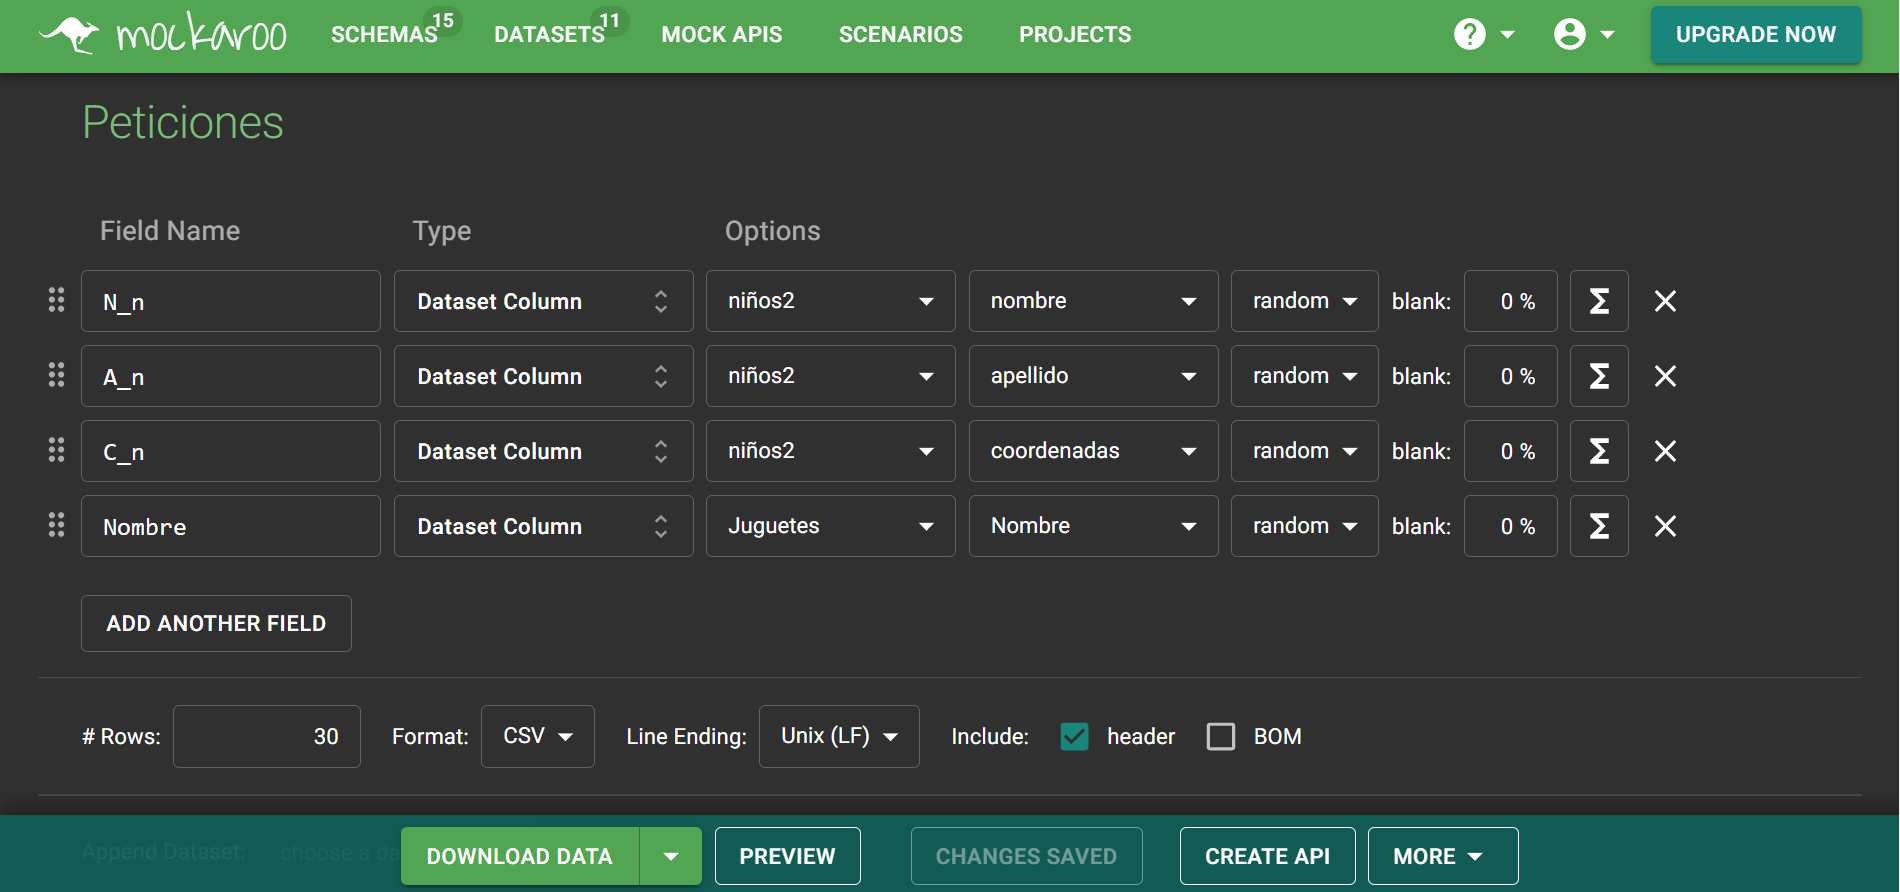 mockaroo SCHEMAS 15 DATASETS 11 MOCK APIS SCENARIOS PROJECTS ? UPGRADE NOW
Peticiones
Field Name Type Options
N_n Dataset Column niños2 nombre random blank: 0 % Σ
A_n Dataset Column niños2 apellido random blank: 0 % Σ
C_n Dataset Column niños2 coordenadas random blank: 0 % Σ
Nombre Dataset Column Juguetes Nombre random blank: 0 % Σ
ADD ANOTHER FIELD
# Rows: 30 Format: CSV Line Ending: Unix (LF) Include: header BOM
Append Dataset: choose a da
DOWNLOAD DATA PREVIEW CHANGES SAVED CREATE API MORE